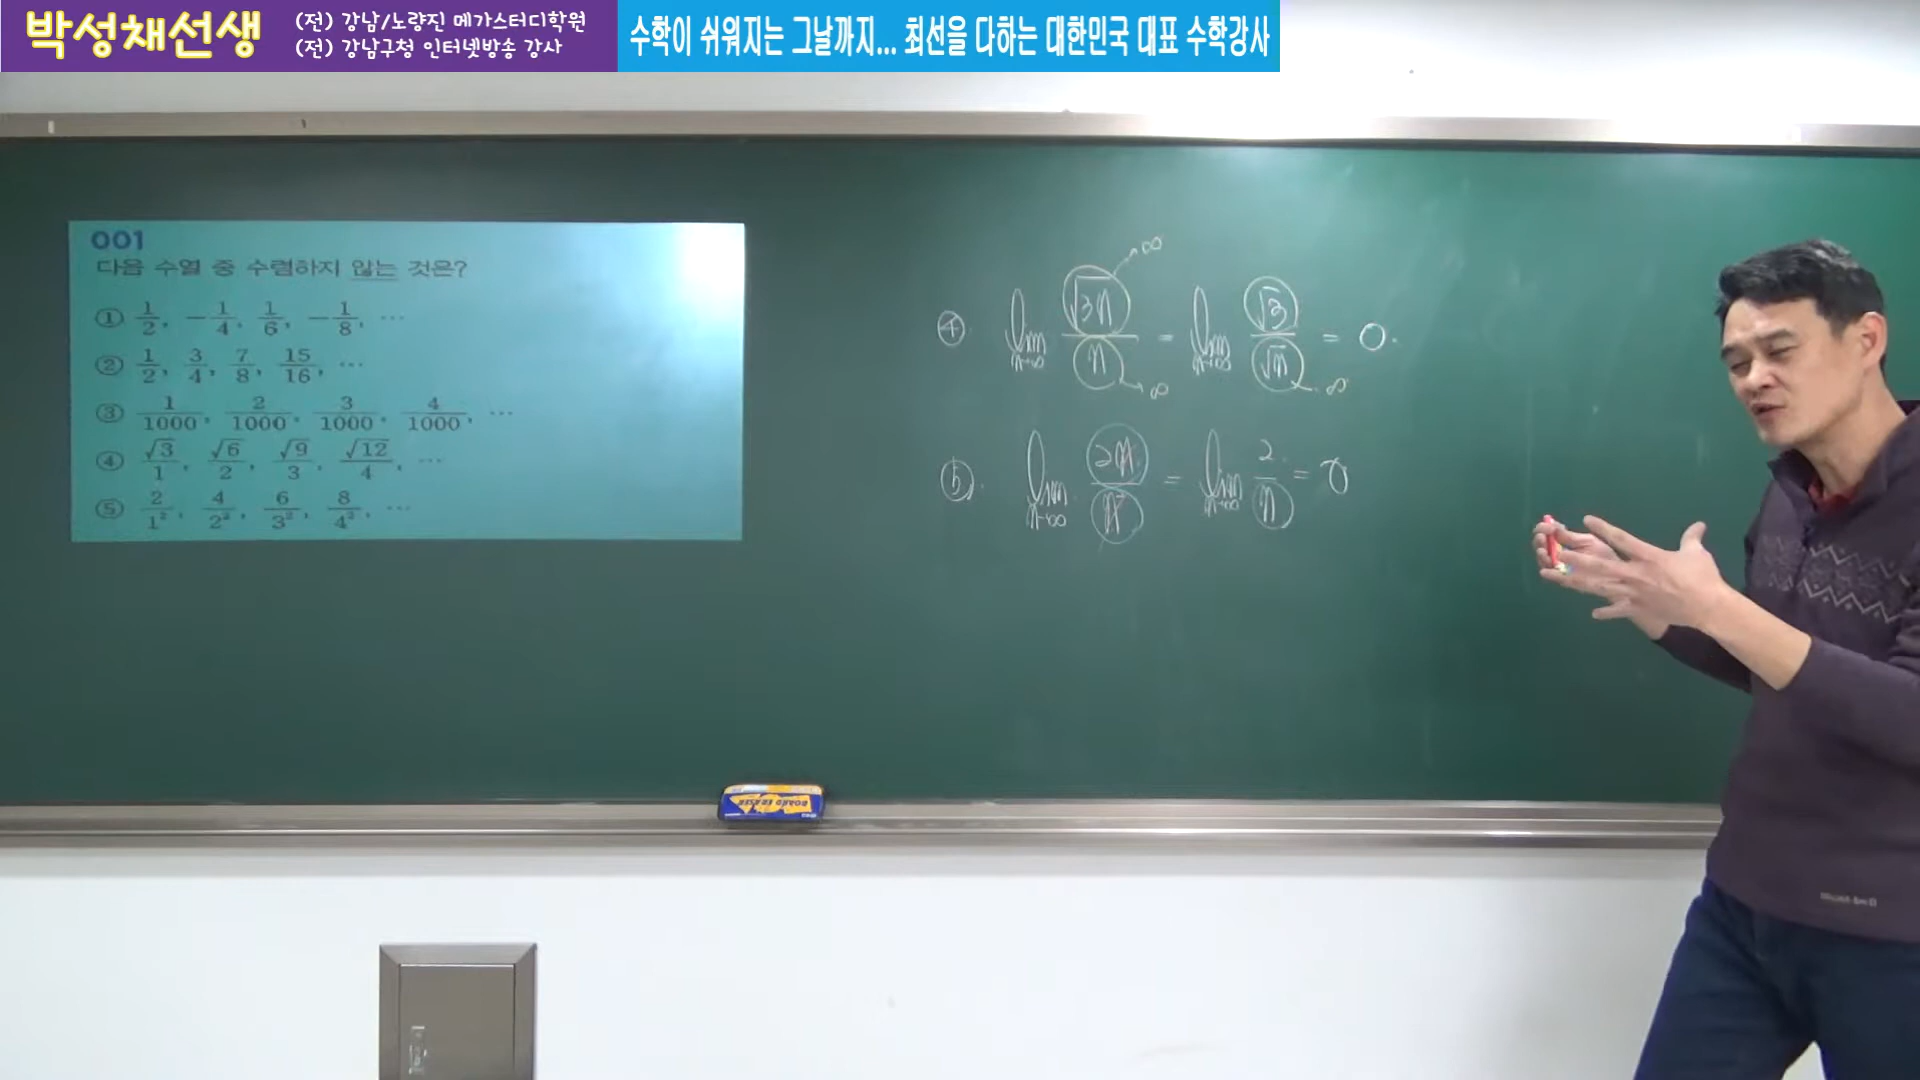 박성채선생
(전) 강남/노량진 메가스터디학원
(전) 강남구청 인터넷방송 강사
수학이 쉬워지는 그날까지... 최선을 다하는 대한민국 대표 수학강사
001
다음 수열 중 수렴하지 않는 것은?
① 1/2, -1/4, 1/6, -1/8, ⋯
② 1/2, 3/4, 7/8, 15/16, ⋯
③ 1/1000, 2/1000, 3/1000, 4/1000, ⋯
④ √3/1, √6/2, √9/3, √12/4, ⋯
⑤ 2/1², 4/2², 6/3², 8/4², ⋯
④ lim n→∞ √3n/n = lim n→∞ √3/√n = 0.
∞
∞
∞
⑤. lim n→∞ 2n/n² = lim n→∞ 2/n = 0
BOARD ERASER